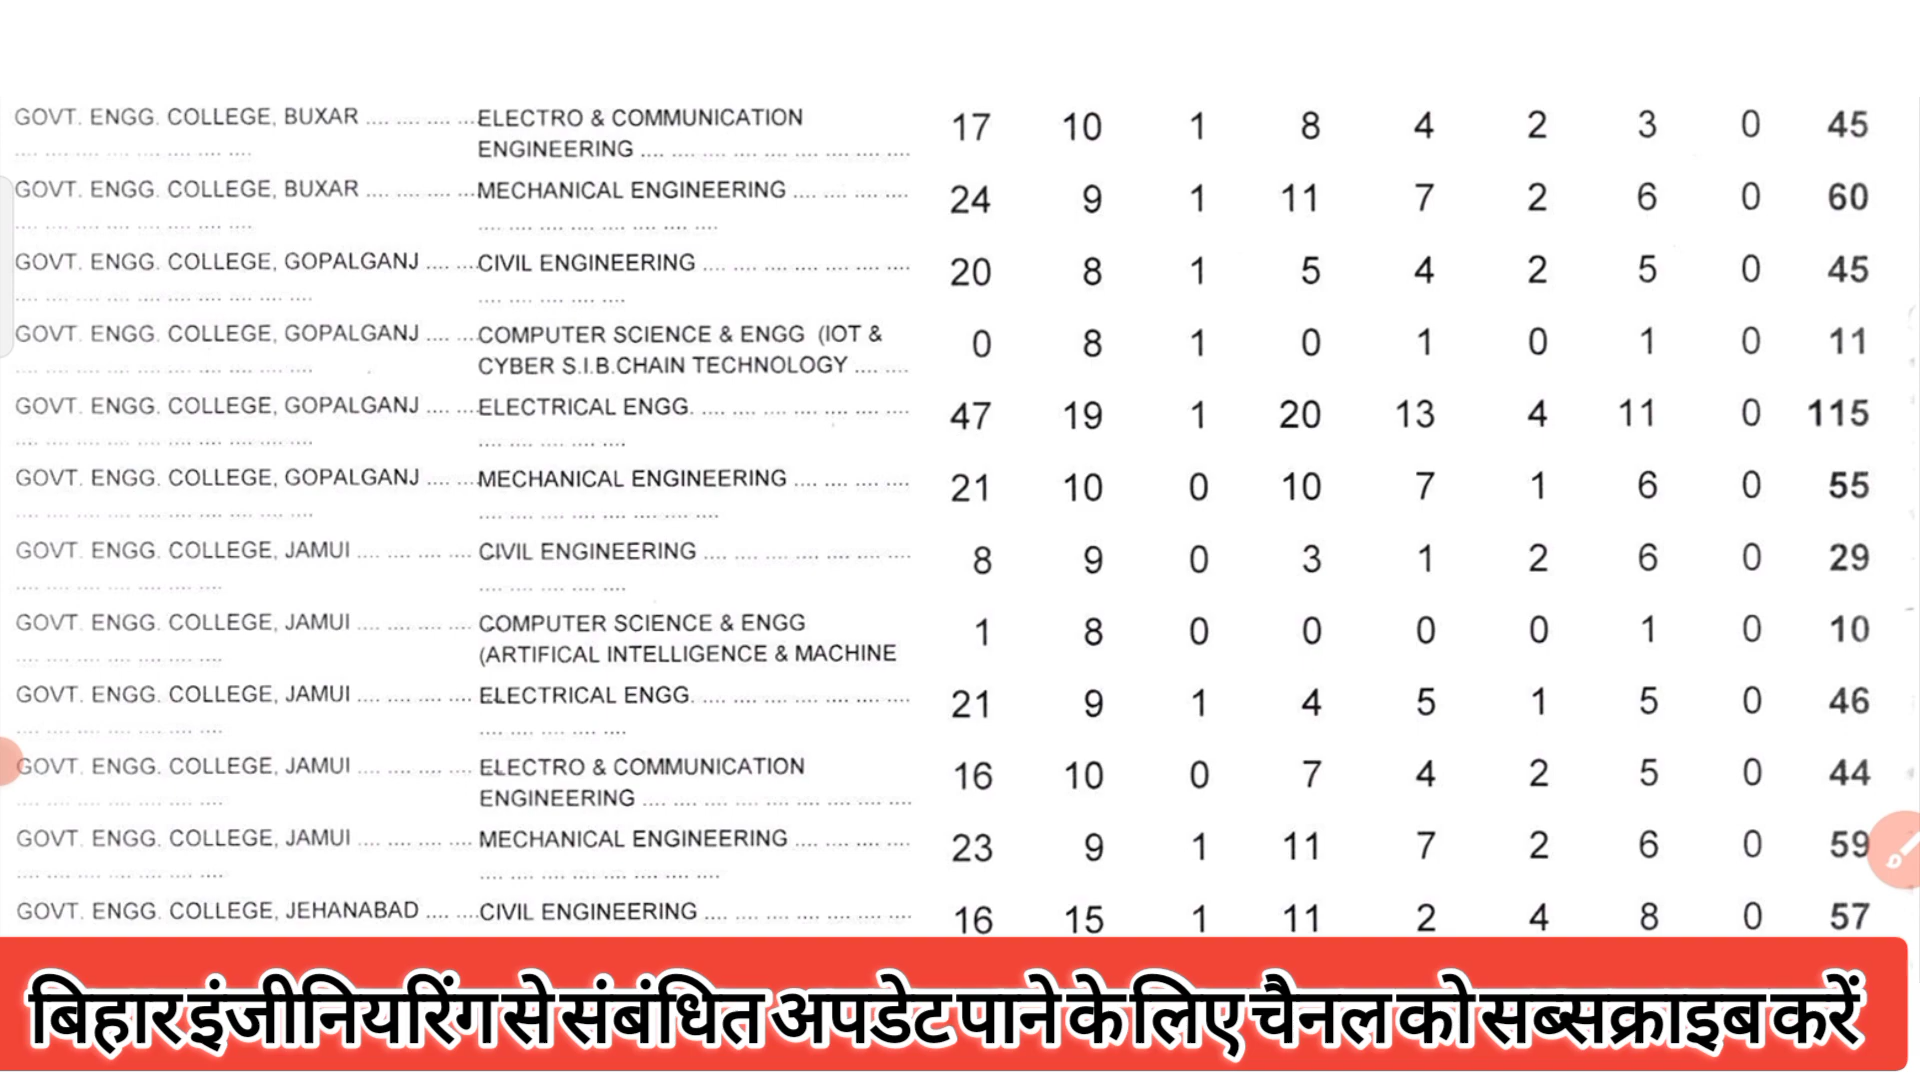 GOVT. ENGG. COLLEGE, BUXAR .... .... .... .... ELECTRO & COMMUNICATION 17 10 1 8 4 2 3 0 45
.... .... .... .... .... .... .... .... ENGINEERING .... .... .... .... .... .... .... .... ....
GOVT. ENGG. COLLEGE, BUXAR .... .... .... .... MECHANICAL ENGINEERING .... .... .... .... 24 9 1 11 7 2 6 0 60
GOVT. ENGG. COLLEGE, GOPALGANJ .... .... CIVIL ENGINEERING .... .... .... .... .... .... .... 20 8 1 5 4 2 5 0 45
GOVT. ENGG. COLLEGE, GOPALGANJ .... .... COMPUTER SCIENCE & ENGG (IOT & 0 8 1 0 1 0 1 0 11
CYBER S.I.B.CHAIN TECHNOLOGY .... ....
GOVT. ENGG. COLLEGE, GOPALGANJ .... .... ELECTRICAL ENGG. .... .... .... .... .... .... .... 47 19 1 20 13 4 11 0 115
GOVT. ENGG. COLLEGE, GOPALGANJ .... .... MECHANICAL ENGINEERING .... .... .... .... 21 10 0 10 7 1 6 0 55
GOVT. ENGG. COLLEGE, JAMUI .... .... .... .... CIVIL ENGINEERING .... .... .... .... .... .... .... 8 9 0 3 1 2 6 0 29
GOVT. ENGG. COLLEGE, JAMUI .... .... .... .... COMPUTER SCIENCE & ENGG 1 8 0 0 0 0 1 0 10
(ARTIFICAL INTELLIGENCE & MACHINE
GOVT. ENGG. COLLEGE, JAMUI .... .... .... .... ELECTRICAL ENGG. .... .... .... .... .... .... .... 21 9 1 4 5 1 5 0 46
GOVT. ENGG. COLLEGE, JAMUI .... .... .... .... ELECTRO & COMMUNICATION 16 10 0 7 4 2 5 0 44
ENGINEERING .... .... .... .... .... .... .... .... ....
GOVT. ENGG. COLLEGE, JAMUI .... .... .... .... MECHANICAL ENGINEERING .... .... .... .... 23 9 1 11 7 2 6 0 59
GOVT. ENGG. COLLEGE, JEHANABAD .... .... CIVIL ENGINEERING .... .... .... .... .... .... .... 16 15 1 11 2 4 8 0 57
बिहार इंजीनियरिंग से संबंधित अपडेट पाने के लिए चैनल को सब्सक्राइब करें